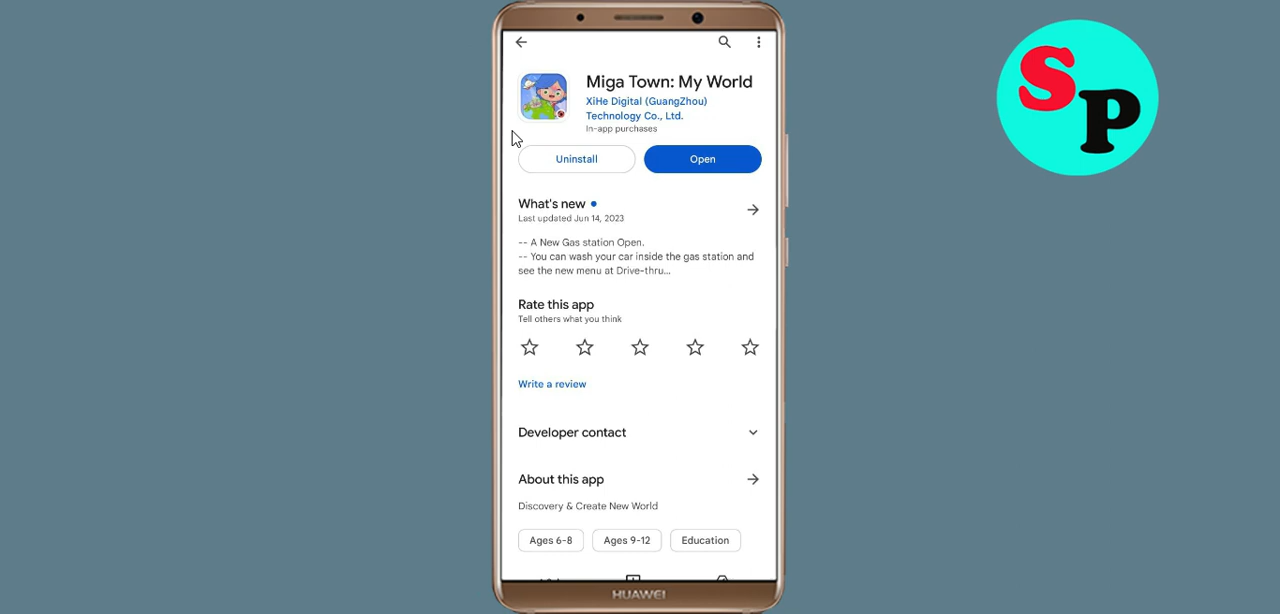 Miga Town: My World
XiHe Digital (GuangZhou)
Technology Co., Ltd.
In-app purchases
Uninstall
Open
What's new
Last updated Jun 14, 2023
-- A New Gas station Open.
-- You can wash your car inside the gas station and
see the new menu at Drive-thru...
Rate this app
Tell others what you think
Write a review
Developer contact
About this app
Discovery & Create New World
Ages 6-8
Ages 9-12
Education
HUAWEI
SP